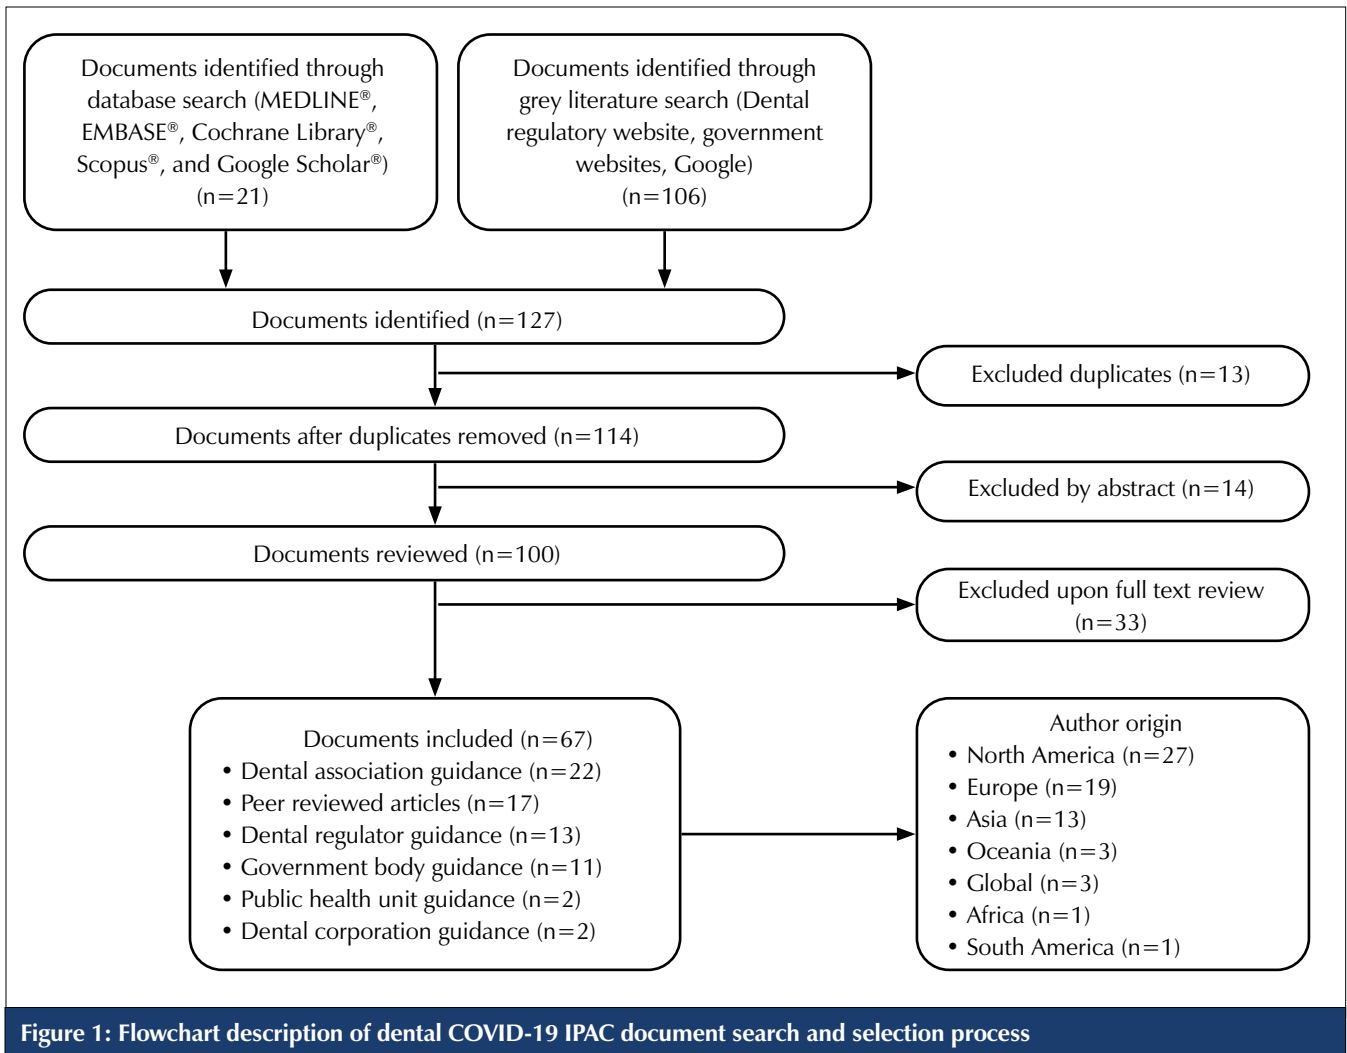 Documents identified through
database search (MEDLINE®,
EMBASE®, Cochrane Library®,
Scopus®, and Google Scholar®)
(n=21)
Documents identified through
grey literature search (Dental
regulatory website, government
websites, Google)
(n=106)
Documents identified (n=127)
Excluded duplicates (n=13)
Documents after duplicates removed (n=114)
Excluded by abstract (n=14)
Documents reviewed (n=100)
Excluded upon full text review
(n=33)
Documents included (n=67)
• Dental association guidance (n=22)
• Peer reviewed articles (n=17)
• Dental regulator guidance (n=13)
• Government body guidance (n=11)
• Public health unit guidance (n=2)
• Dental corporation guidance (n=2)
Author origin
• North America (n=27)
• Europe (n=19)
• Asia (n=13)
• Oceania (n=3)
• Global (n=3)
• Africa (n=1)
• South America (n=1)
Figure 1: Flowchart description of dental COVID-19 IPAC document search and selection process